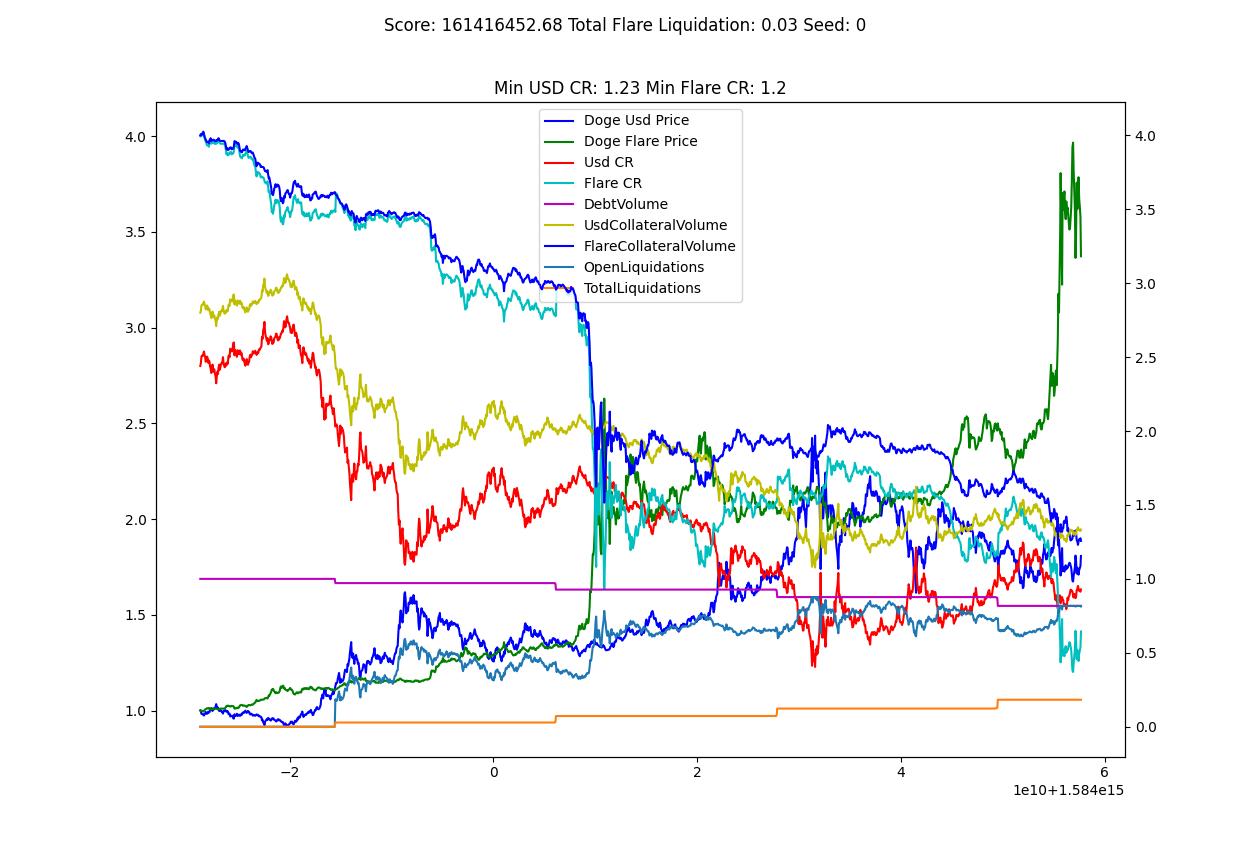 Score: 161416452.68 Total Flare Liquidation: 0.03 Seed: 0
Min USD CR: 1.23 Min Flare CR: 1.2
Doge Usd Price
Doge Flare Price
Usd CR
Flare CR
DebtVolume
UsdCollateralVolume
FlareCollateralVolume
OpenLiquidations
TotalLiquidations
4.0
3.5
3.0
2.5
2.0
1.5
1.0
4.0
3.5
3.0
2.5
2.0
1.5
1.0
0.5
0.0
−2
0
2
4
6
1e10+1.584e15